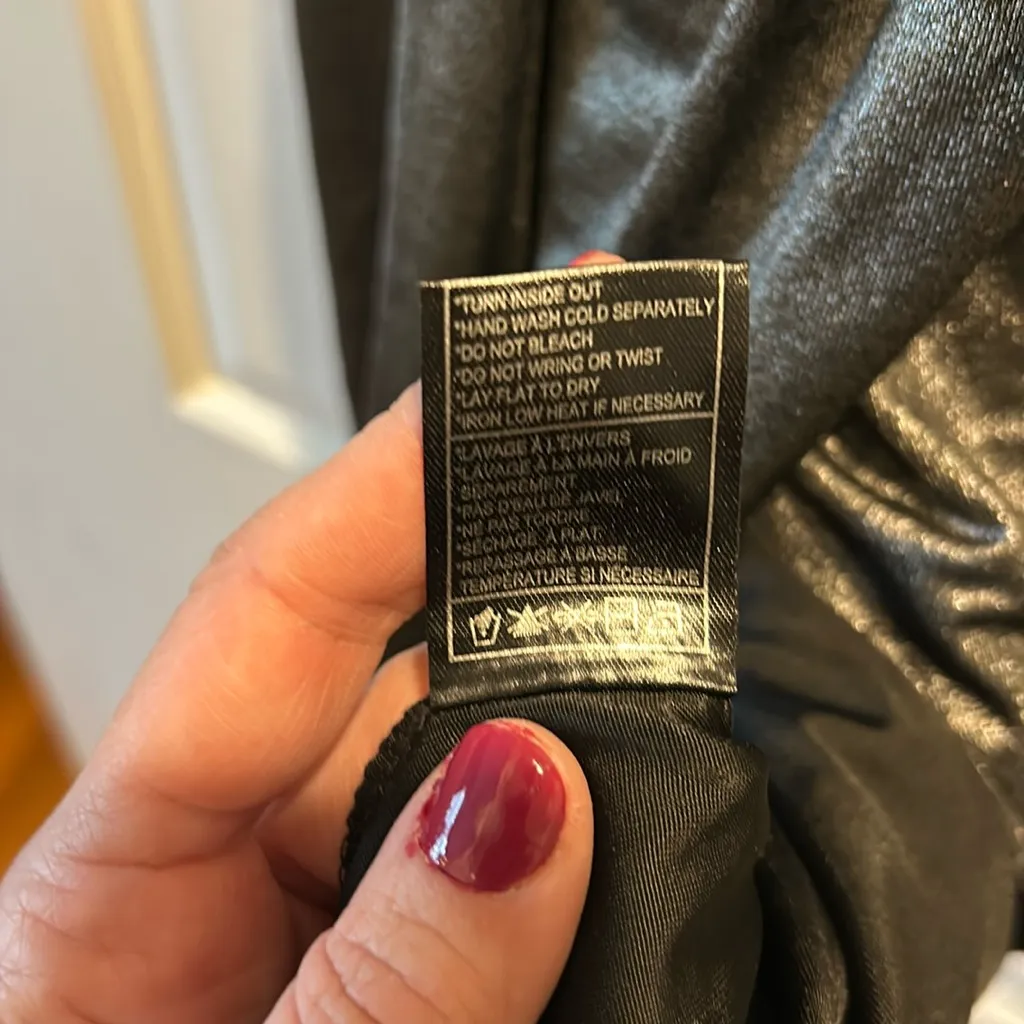 *TURN INSIDE OUT
*HAND WASH COLD SEPARATELY
*DO NOT BLEACH
*DO NOT WRING OR TWIST
*LAY FLAT TO DRY
*IRON LOW HEAT IF NECESSARY
*LAVAGE À L'ENVERS
*LAVAGE À LA MAIN À FROID
SÉPARÉMENT
*PAS D'EAU DE JAVEL
*NE PAS TORDRE
*SÉCHAGE À PLAT
*REPASSAGE À BASSE
TEMPÉRATURE SI NÉCESSAIRE